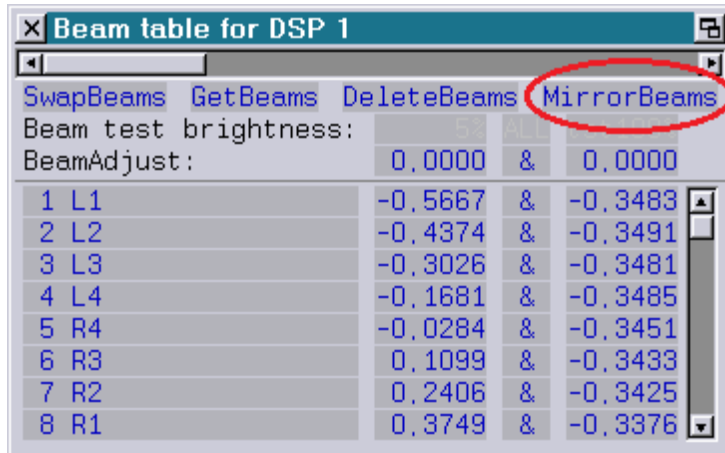 Beam table for DSP 1
SwapBeams GetBeams DeleteBeams MirrorBeams
Beam test brightness: 5% ALL
BeamAdjust: 0,0000 & 0,0000
1 L1 -0,5667 & -0,3483
2 L2 -0,4374 & -0,3491
3 L3 -0,3026 & -0,3481
4 L4 -0,1681 & -0,3485
5 R4 -0,0284 & -0,3451
6 R3 0,1099 & -0,3433
7 R2 0,2406 & -0,3425
8 R1 0,3749 & -0,3376